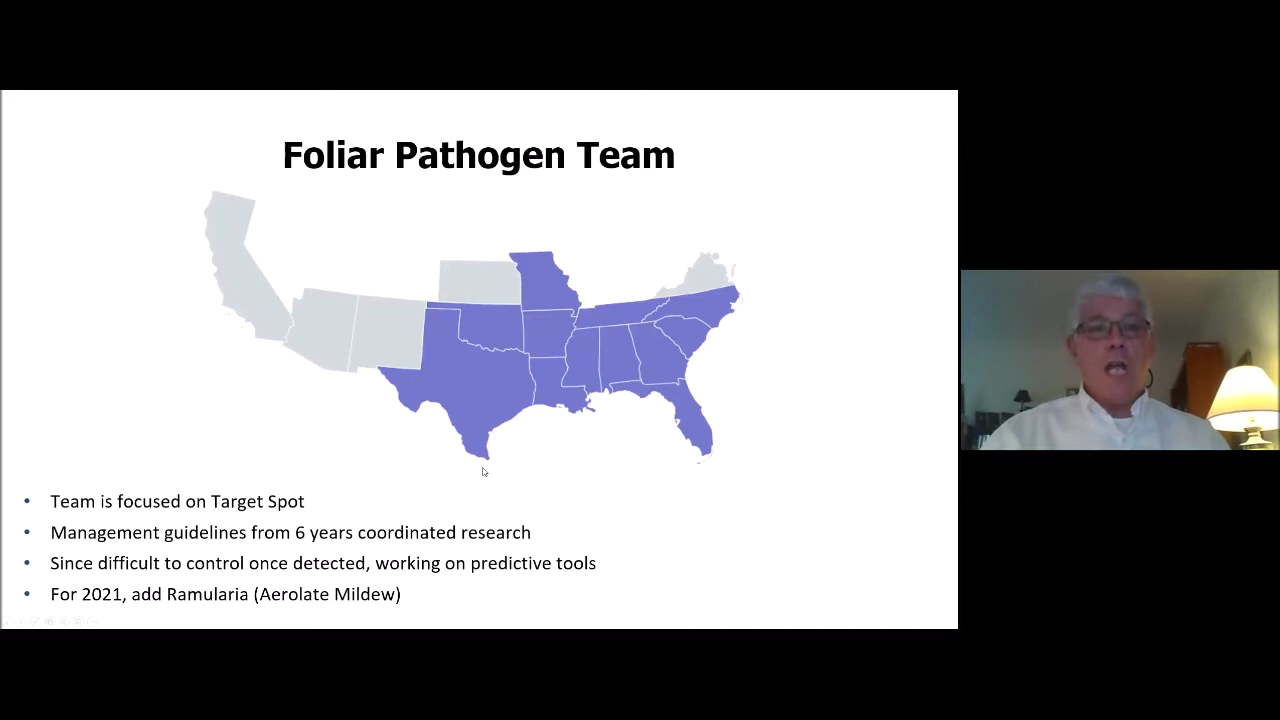 Foliar Pathogen Team
• Team is focused on Target Spot
• Management guidelines from 6 years coordinated research
• Since difficult to control once detected, working on predictive tools
• For 2021, add Ramularia (Aerolate Mildew)